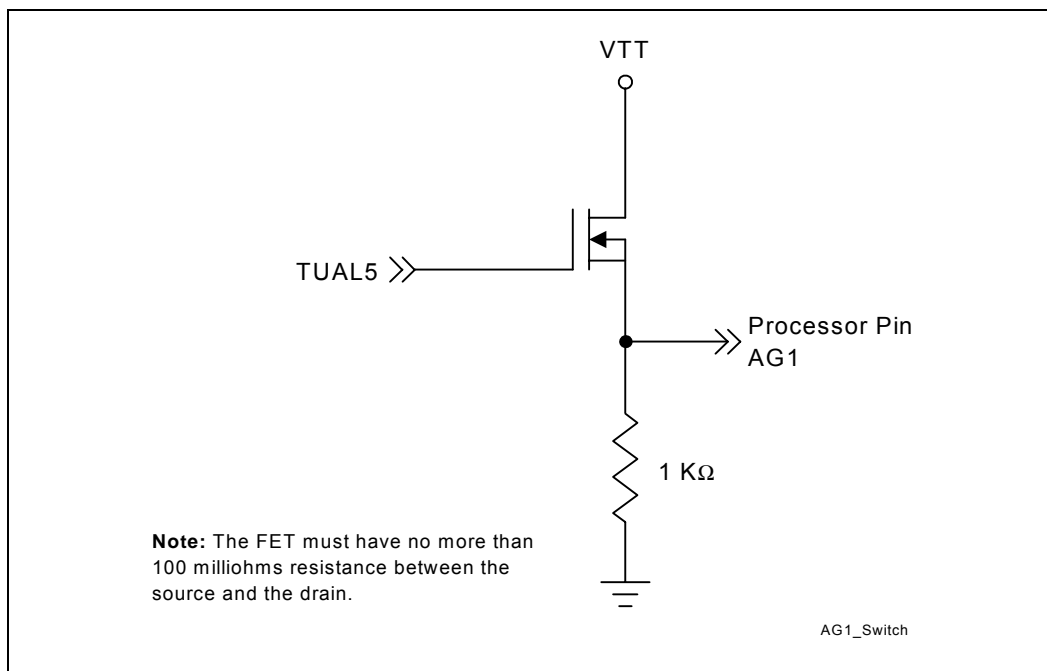 VTT
TUAL5
Processor Pin
AG1
1 KΩ
Note: The FET must have no more than
100 milliohms resistance between the
source and the drain.
AG1_Switch